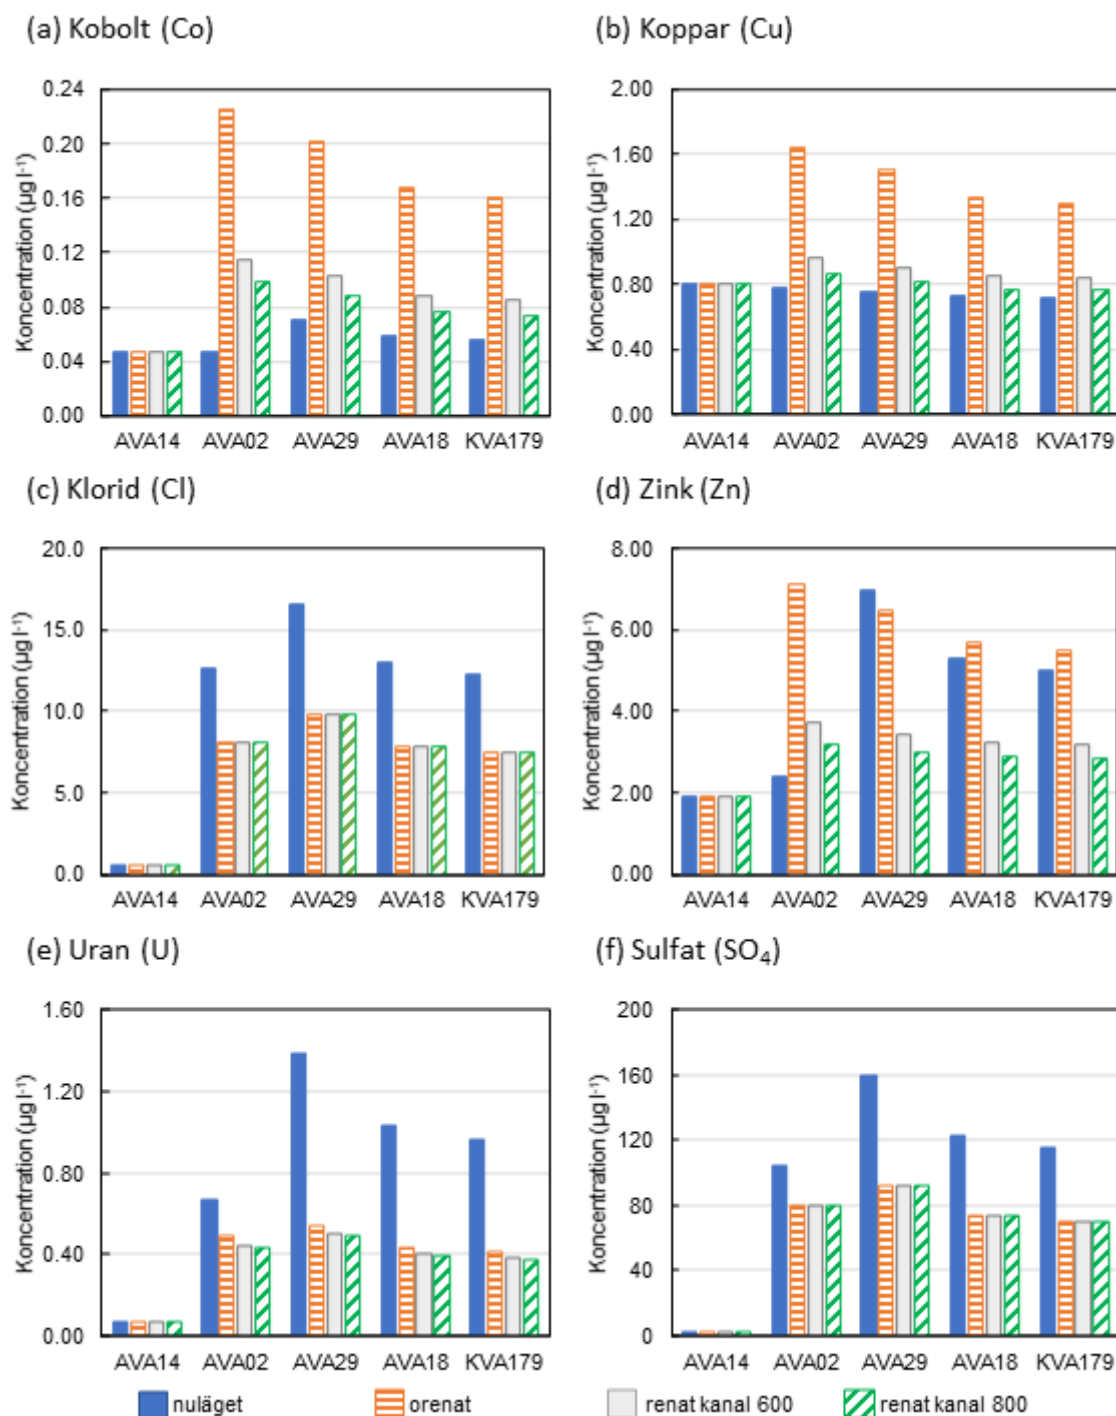 (a) Kobolt (Co)
Koncentration (µg l⁻¹)
0.24
0.20
0.16
0.12
0.08
0.04
0.00
AVA14 AVA02 AVA29 AVA18 KVA179
(b) Koppar (Cu)
Koncentration (µg l⁻¹)
2.00
1.60
1.20
0.80
0.40
0.00
AVA14 AVA02 AVA29 AVA18 KVA179
(c) Klorid (Cl)
Koncentration (µg l⁻¹)
20.0
15.0
10.0
5.0
0.0
AVA14 AVA02 AVA29 AVA18 KVA179
(d) Zink (Zn)
Koncentration (µg l⁻¹)
8.00
6.00
4.00
2.00
0.00
AVA14 AVA02 AVA29 AVA18 KVA179
(e) Uran (U)
Koncentration (µg l⁻¹)
1.60
1.20
0.80
0.40
0.00
AVA14 AVA02 AVA29 AVA18 KVA179
(f) Sulfat (SO₄)
Koncentration (µg l⁻¹)
200
160
120
80
40
0
AVA14 AVA02 AVA29 AVA18 KVA179
nuläget orenat renat kanal 600 renat kanal 800